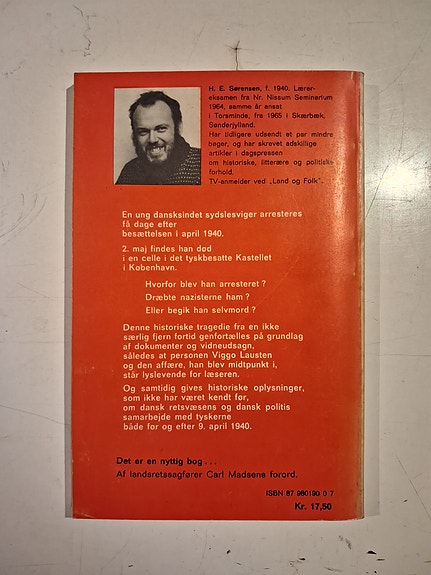 H. E. Sørensen, f. 1940. Lærer-
eksamen fra Nr. Nissum Seminarium
1964, samme år ansat
i Torsminde, fra 1965 i Skærbæk,
Sønderjylland.
Har tidligere udsendt et par mindre
bøger, og har skrevet adskillige
artikler i dagspressen
om historiske, litterære og politiske
forhold.
TV-anmelder ved „Land og Folk".
En ung dansksindet sydslesviger arresteres
få dage efter
besættelsen i april 1940.
2. maj findes han død
i en celle i det tyskbesatte Kastellet
i København.
Hvorfor blev han arresteret ?
Dræbte nazisterne ham ?
Eller begik han selvmord ?
Denne historiske tragedie fra en ikke
særlig fjern fortid genfortælles på grundlag
af dokumenter og vidneudsagn,
således at personen Viggo Lausten
og den affære, han blev midtpunkt i,
står lyslevende for læseren.
Og samtidig gives historiske oplysninger,
som ikke har været kendt før,
om dansk retsvæsens og dansk politis
samarbejde med tyskerne
både før og efter 9. april 1940.
Det er en nyttig bog . . .
Af landsretssagfører Carl Madsens forord.
ISBN 87 980190 0 7
Kr. 17,50